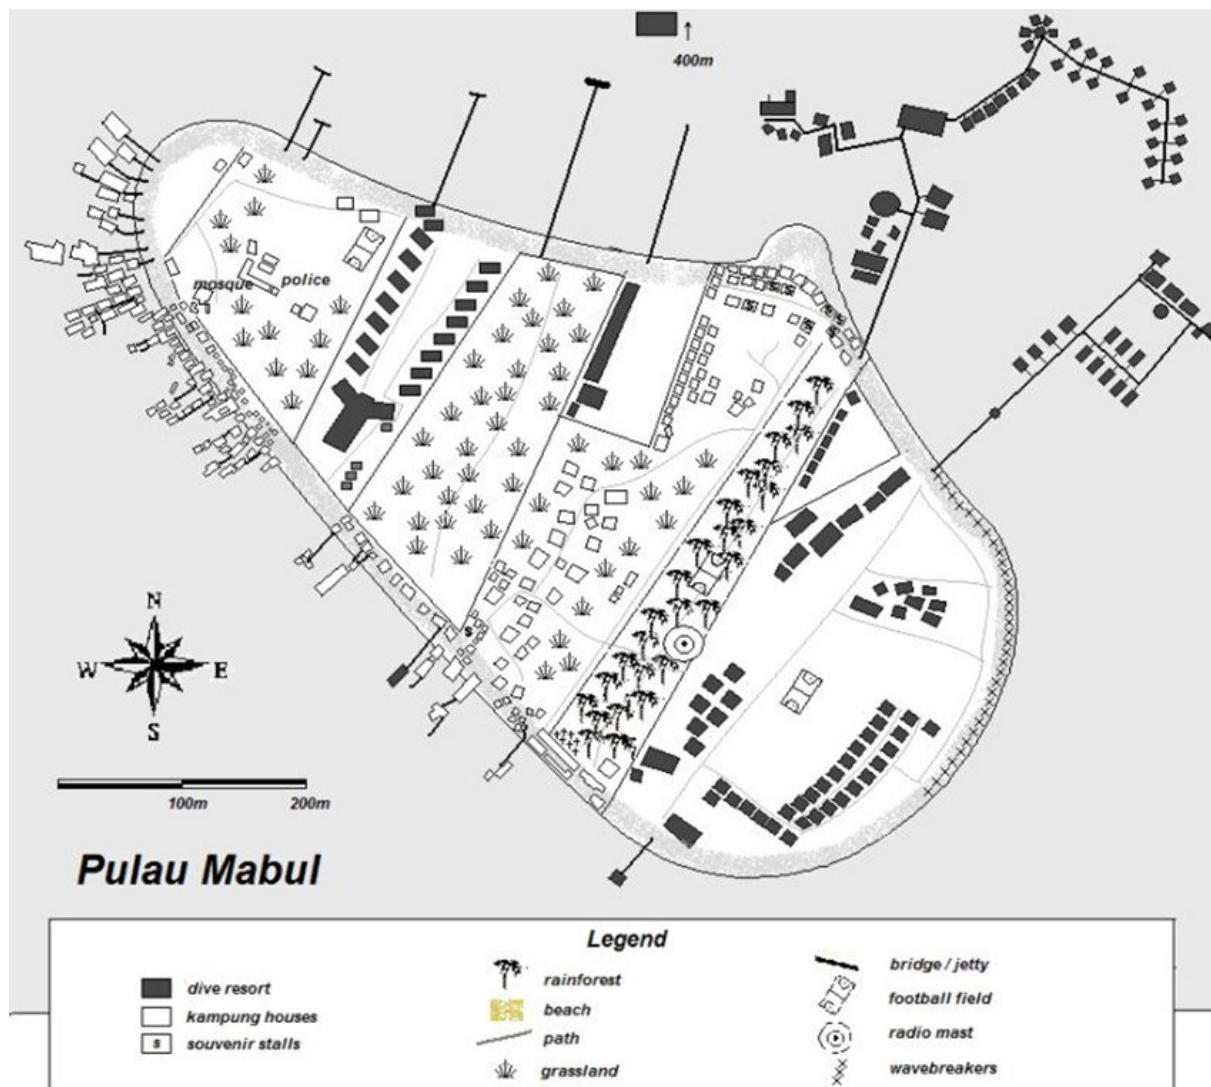 400m
mosque
police
S
S
S
S
S
S
N
W
E
S
100m
200m
Pulau Mabul
Legend
dive resort
kampung houses
s
souvenir stalls
rainforest
beach
path
grassland
bridge / jetty
football field
radio mast
wavebreakers